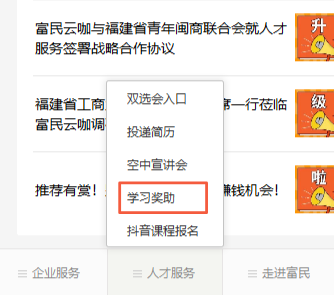 富民云咖与福建省青年闽商联合会就人才
服务签署战略合作协议
升
福建省工商
席一行莅临
富民云咖调
级
双选会入口
投递简历
空中宣讲会
学习奖助
抖音课程报名
推荐有赏！
赚钱机会！
啦
企业服务
人才服务
走进富民